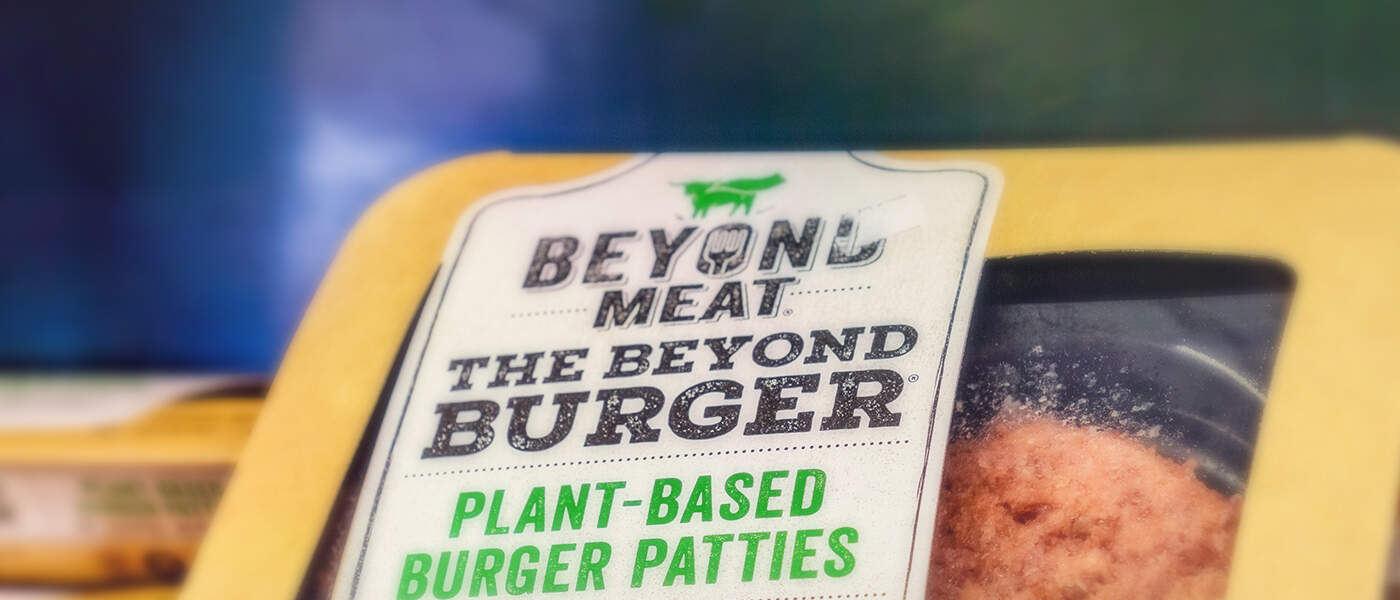 BEYOND
MEAT®
THE BEYOND
BURGER®
PLANT-BASED
BURGER PATTIES